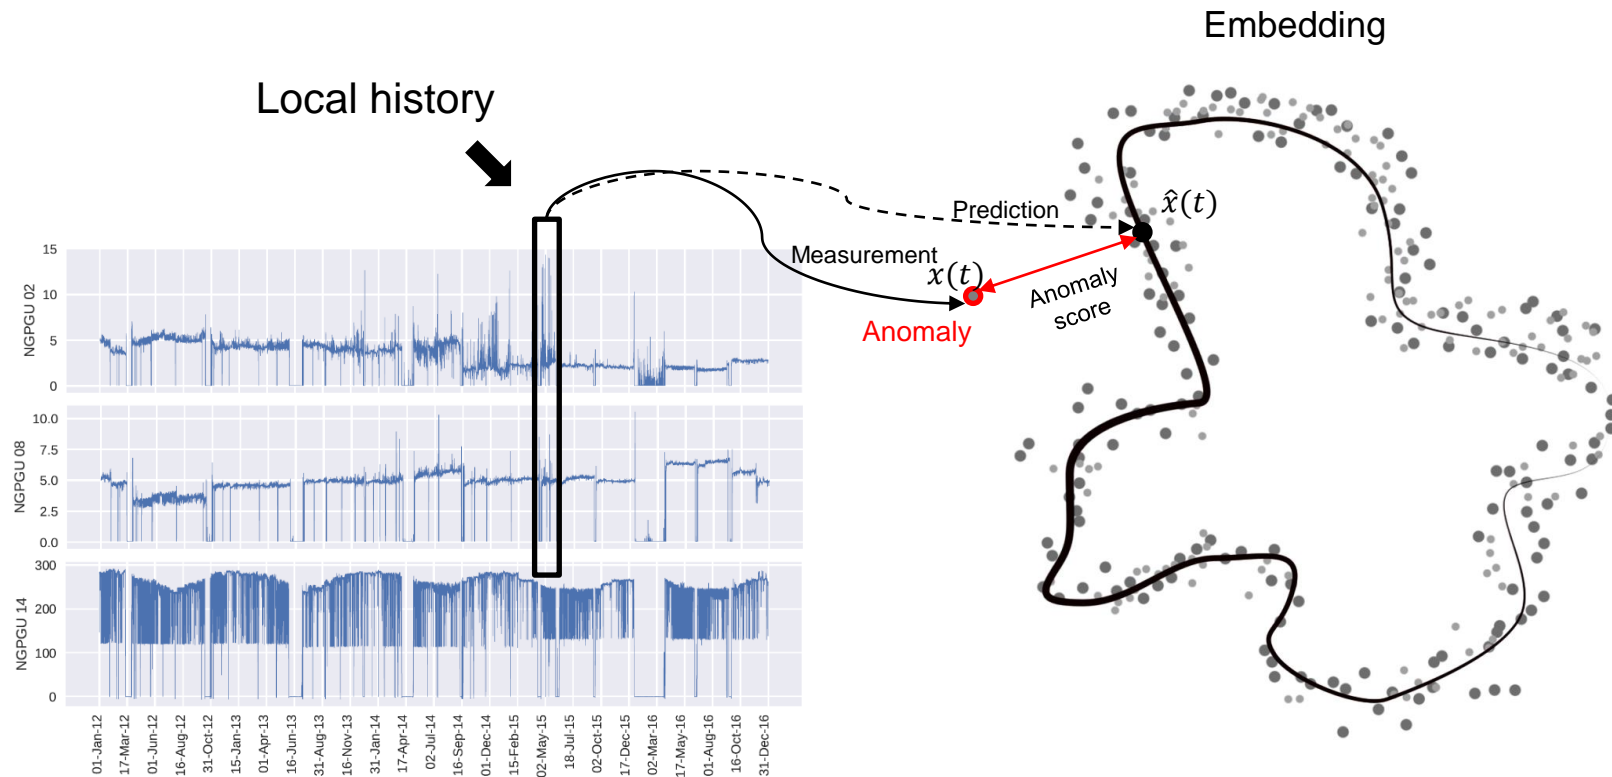 Embedding
Local history
Prediction
x̂(t)
Measurement
x(t)
Anomaly
score
Anomaly
NGPGU 02
15
10
5
0
NGPGU 08
10.0
7.5
5.0
2.5
0.0
NGPGU 14
300
200
100
0
01-Jan-12
17-Mar-12
01-Jun-12
16-Aug-12
31-Oct-12
15-Jan-13
01-Apr-13
16-Jun-13
31-Aug-13
16-Nov-13
31-Jan-14
17-Apr-14
02-Jul-14
16-Sep-14
01-Dec-14
15-Feb-15
02-May-15
18-Jul-15
02-Oct-15
17-Dec-15
02-Mar-16
17-May-16
01-Aug-16
16-Oct-16
31-Dec-16